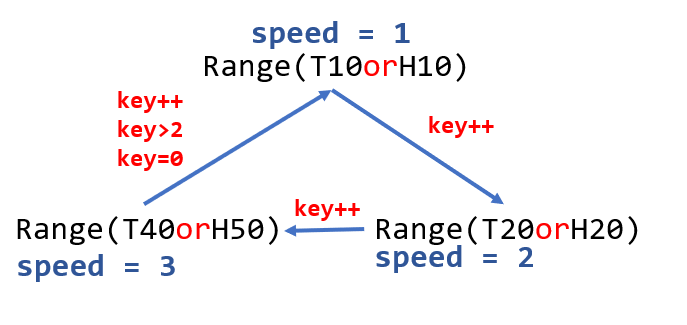 speed = 1
Range(T10orH10)
key++
key>2
key=0
key++
key++
Range(T40orH50)
speed = 3
Range(T20orH20)
speed = 2